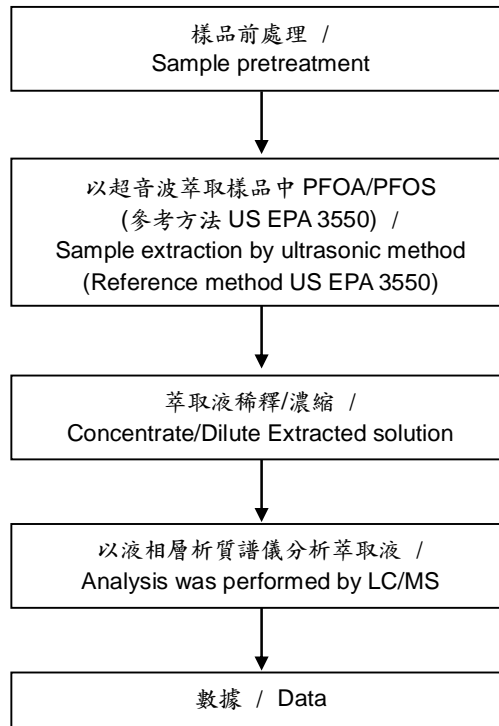 樣品前處理 /
Sample pretreatment
以超音波萃取樣品中 PFOA/PFOS
(參考方法 US EPA 3550) /
Sample extraction by ultrasonic method
(Reference method US EPA 3550)
萃取液稀釋/濃縮 /
Concentrate/Dilute Extracted solution
以液相層析質譜儀分析萃取液 /
Analysis was performed by LC/MS
數據 / Data